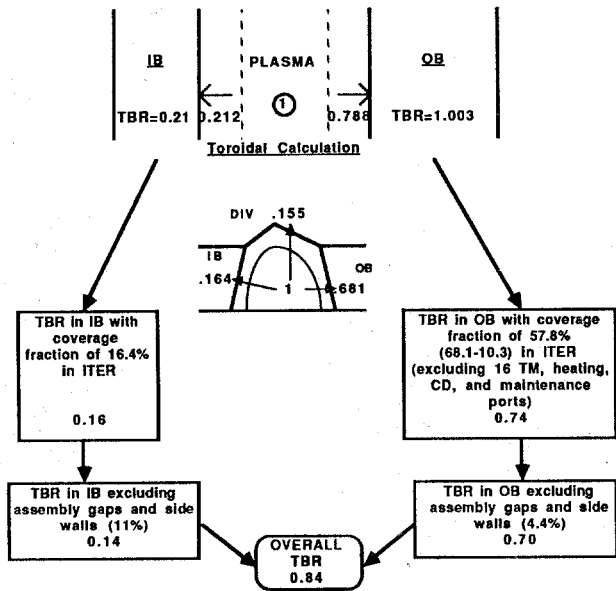 IB
PLASMA
OB
1
TBR=0.21
0.212
0.788
TBR=1.003
Toroidal Calculation
DIV .155
IB
OB
.164
1
.681
TBR in IB with
coverage
fraction of 16.4%
in ITER
0.16
TBR in OB with coverage
fraction of 57.8%
(68.1-10.3) in ITER
(excluding 16 TM, heating,
CD, and maintenance
ports)
0.74
TBR in IB excluding
assembly gaps and side
walls (11%)
0.14
TBR in OB excluding
assembly gaps and side
walls (4.4%)
0.70
OVERALL
TBR
0.84